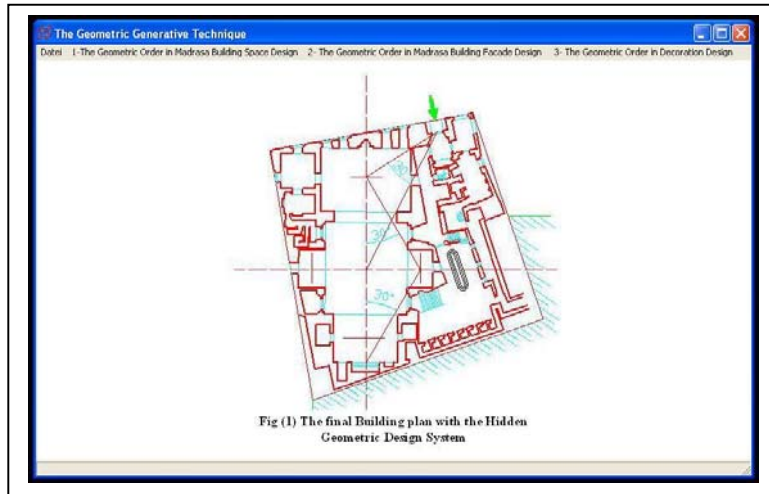 The Geometric Generative Technique
Datei 1-The Geometric Order in Madrasa Building Space Design 2- The Geometric Order in Madrasa Building Facade Design 3- The Geometric Order in Decoration Design
30°
Fig (1) The final Building plan with the Hidden
Geometric Design System